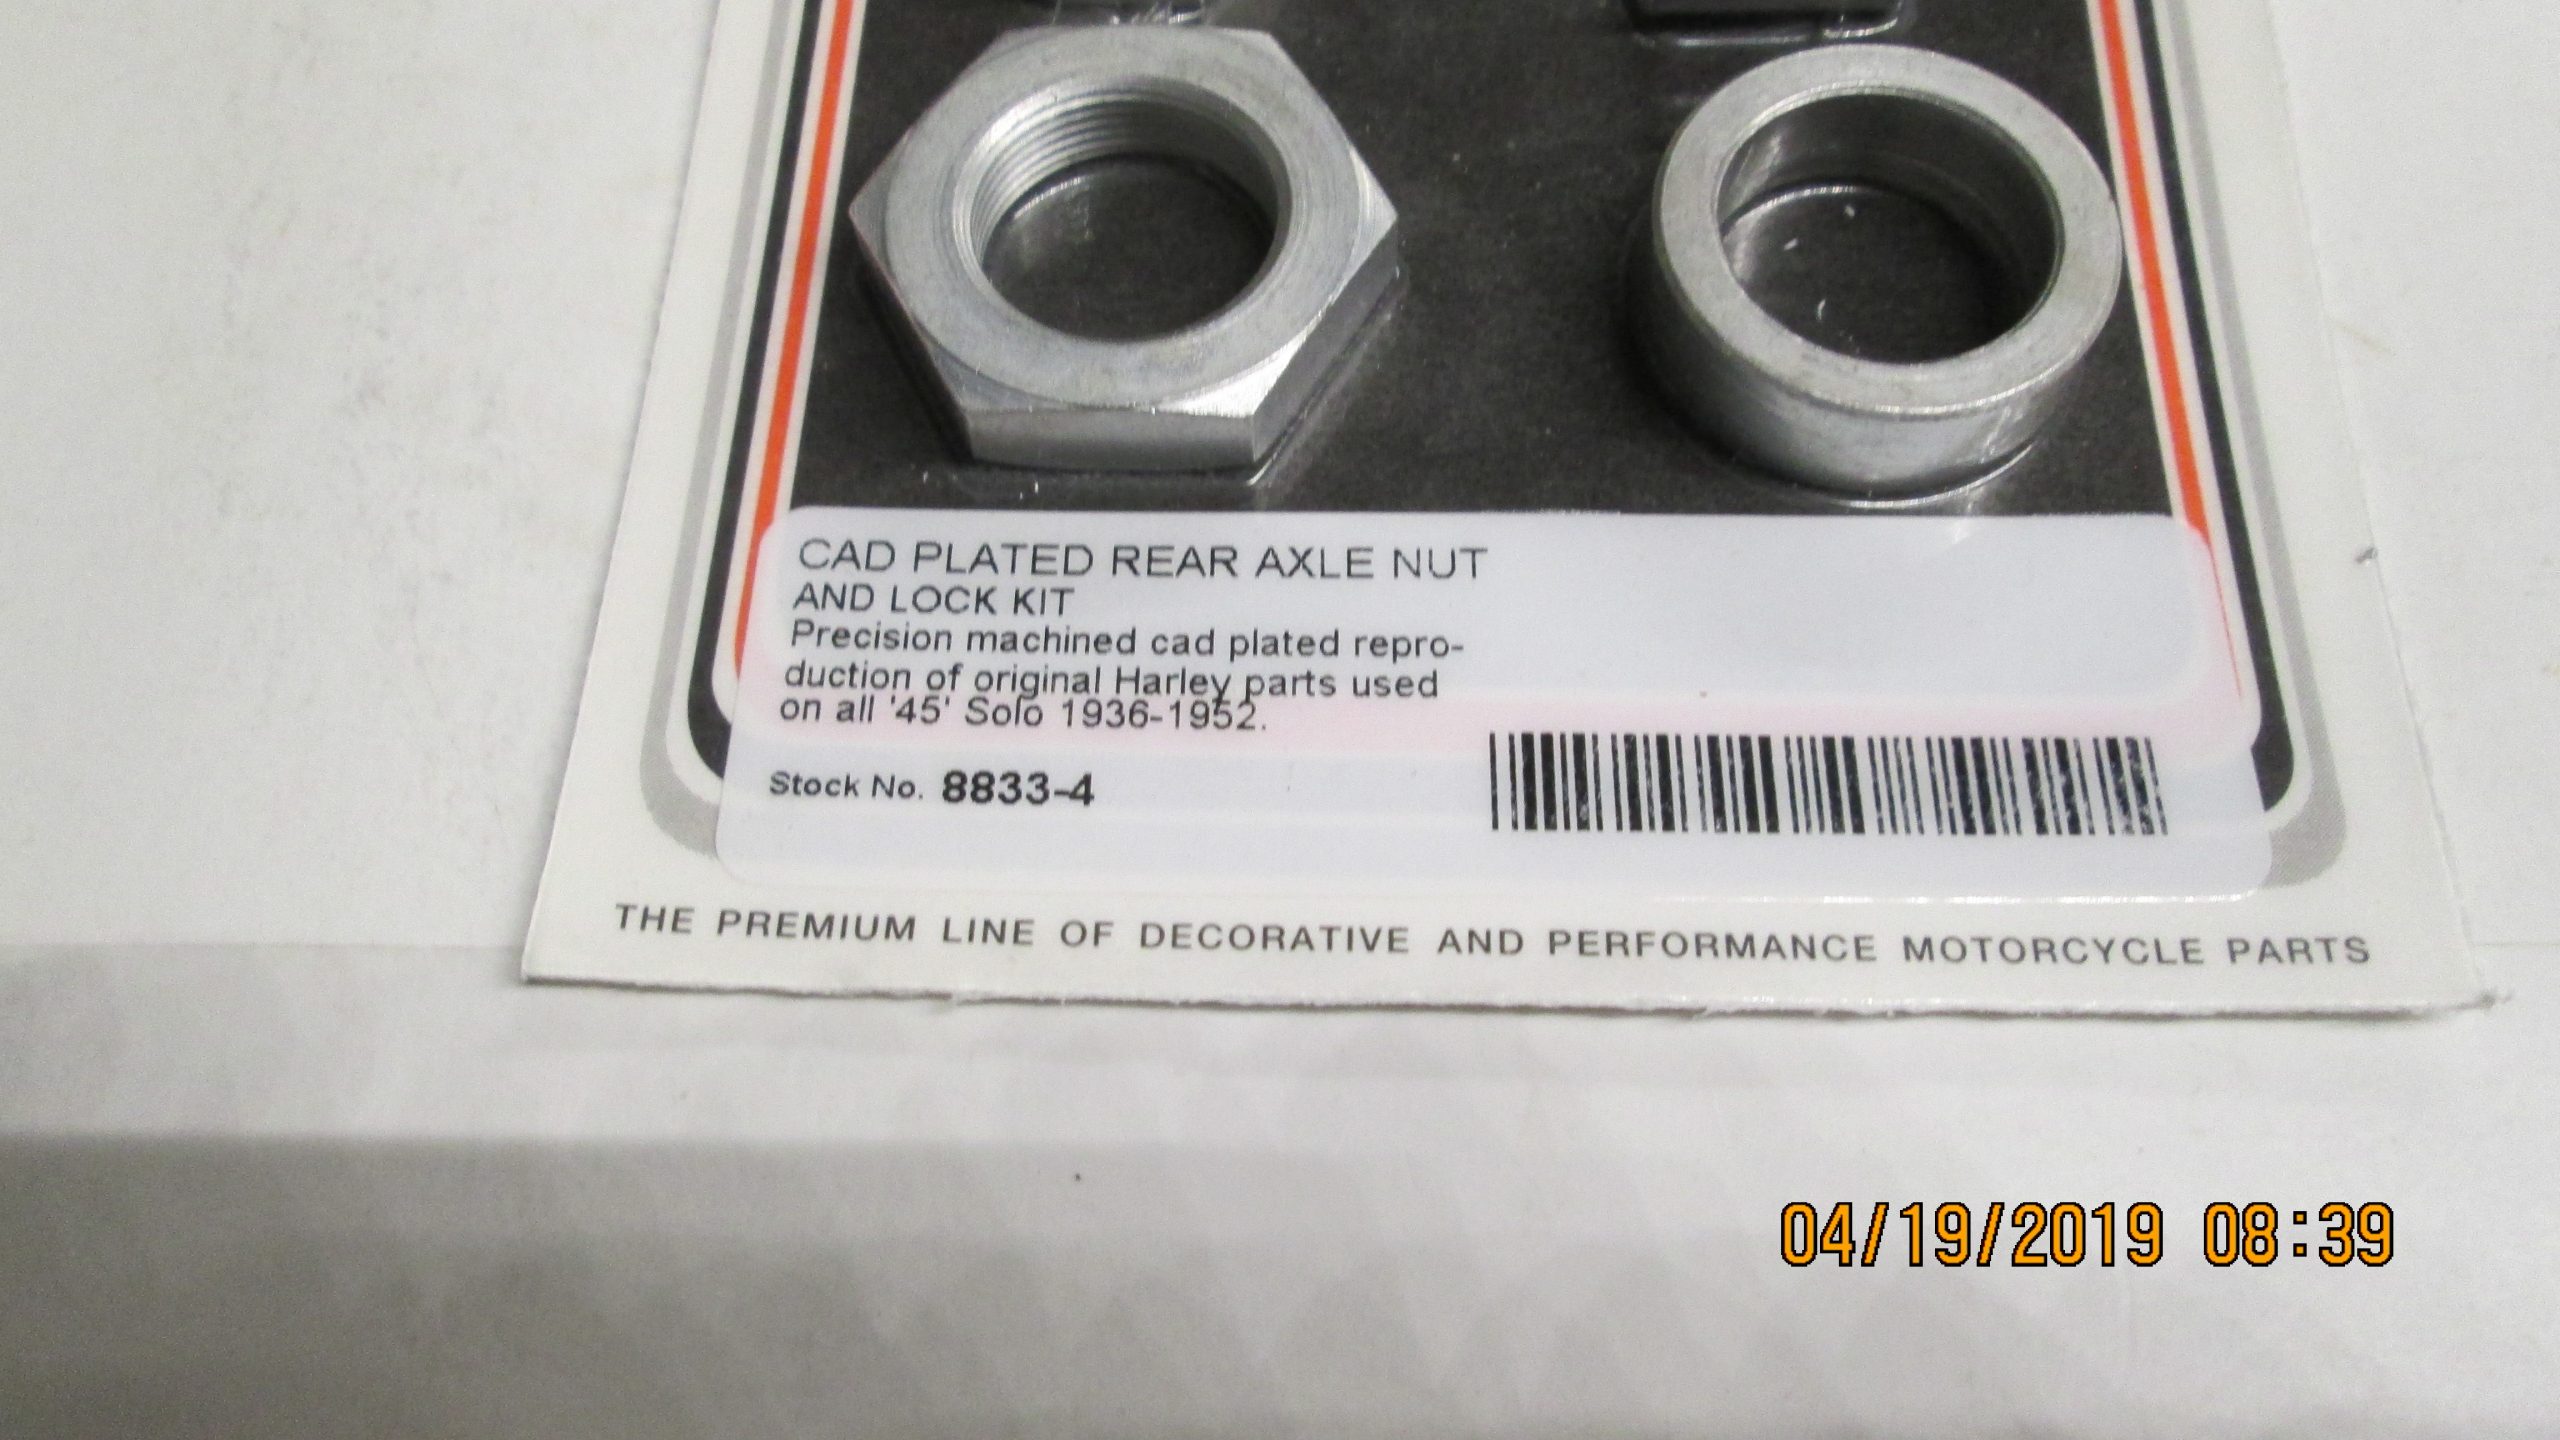 CAD PLATED REAR AXLE NUT
AND LOCK KIT
Precision machined cad plated repro-
duction of original Harley parts used
on all '45' Solo 1936-1952.
Stock No. 8833-4
THE PREMIUM LINE OF DECORATIVE AND PERFORMANCE MOTORCYCLE PARTS
04/19/2019 08:39